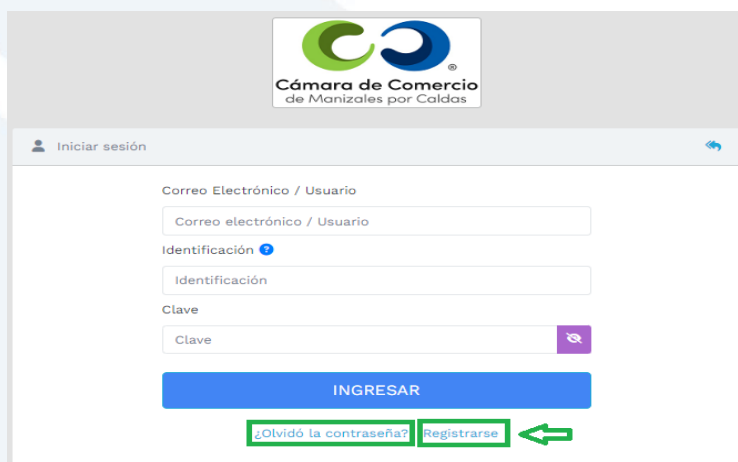 ®
Cámara de Comercio
de Manizales por Caldas
Iniciar sesión
Correo Electrónico / Usuario
Correo electrónico / Usuario
Identificación ?
Identificación
Clave
Clave
INGRESAR
¿Olvidó la contraseña? Registrarse